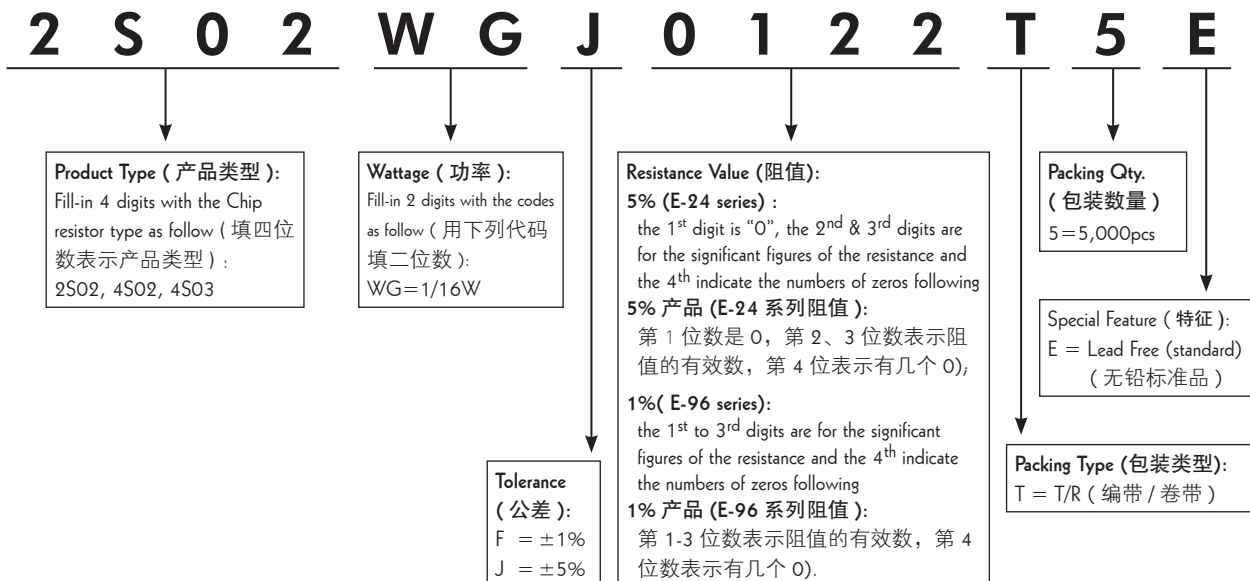 2 S 0 2 W G J 0 1 2 2 T 5 E
Product Type ( 产品类型 ) :
Fill-in 4 digits with the Chip
resistor type as follow ( 填四位
数表示产品类型 ) :
2S02, 4S02, 4S03
Wattage ( 功率 ) :
Fill-in 2 digits with the codes
as follow ( 用下列代码
填二位数 ) :
WG=1/16W
Tolerance
( 公差 ) :
F = ±1%
J = ±5%
Resistance Value (阻值) :
5% (E-24 series) :
the 1st digit is “0”, the 2nd & 3rd digits are
for the significant figures of the resistance and
the 4th indicate the numbers of zeros following
5% 产品 (E-24 系列阻值 ) :
第 1 位数是 0，第 2、3 位数表示阻
值的有效数，第 4 位表示有几个 0);
1%( E-96 series):
the 1st to 3rd digits are for the significant
figures of the resistance and the 4th indicate
the numbers of zeros following
1% 产品 (E-96 系列阻值 ) :
第 1-3 位数表示阻值的有效数，第 4
位数表示有几个 0).
Packing Type (包装类型) :
T = T/R ( 编带 / 卷带 )
Packing Qty.
( 包装数量 )
5=5,000pcs
Special Feature ( 特征 ) :
E = Lead Free (standard)
( 无铅标准品 )